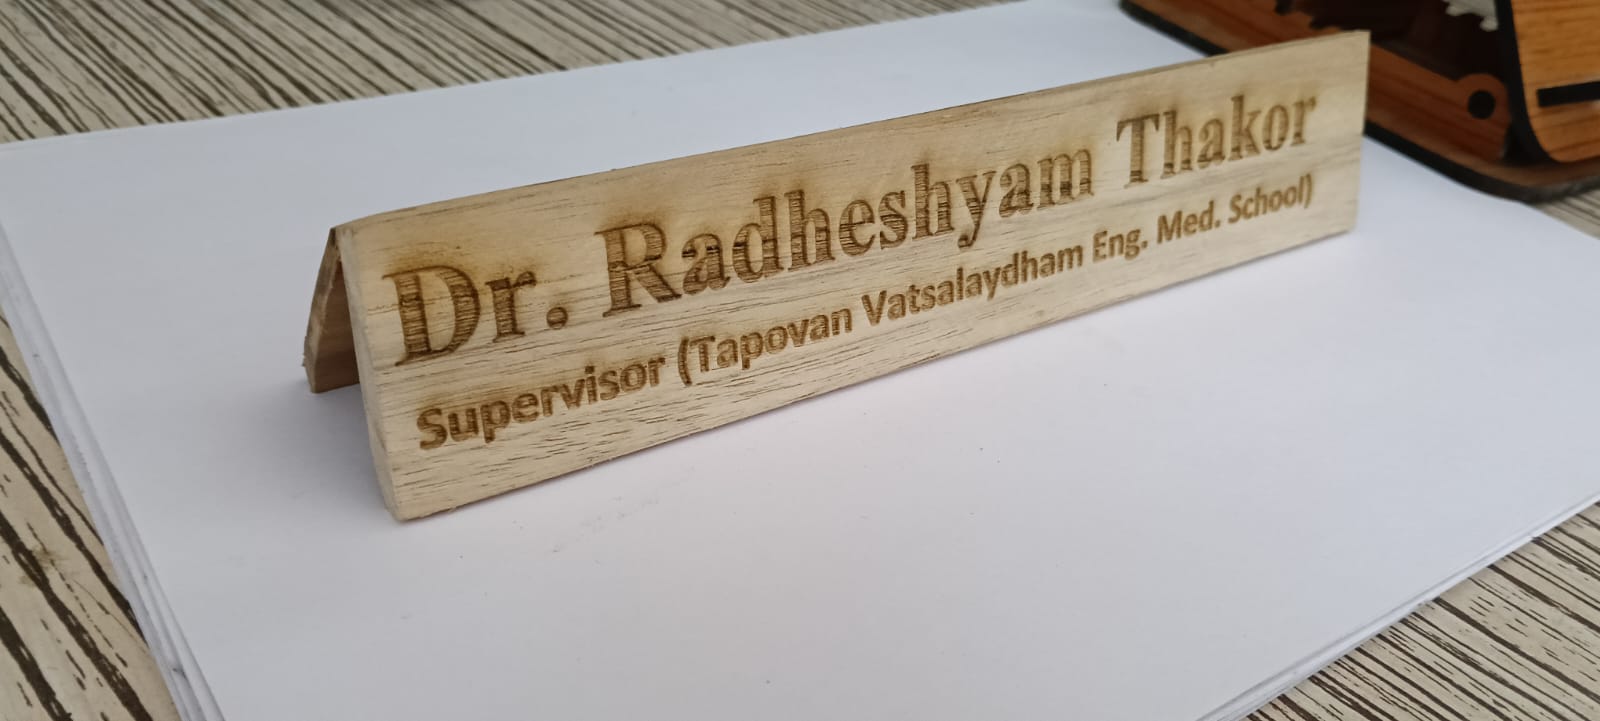 Dr. Radheshyam Thakor
Supervisor (Tapovan Vatsalaydham Eng. Med. School)